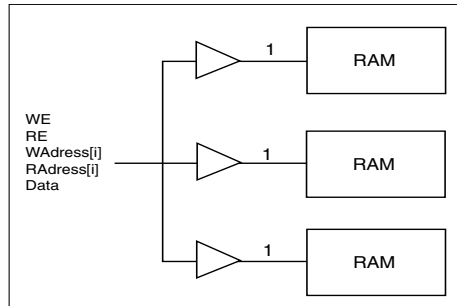 1
RAM
WE
RE
WAdress[i]
RAdress[i]
Data
1
RAM
1
RAM